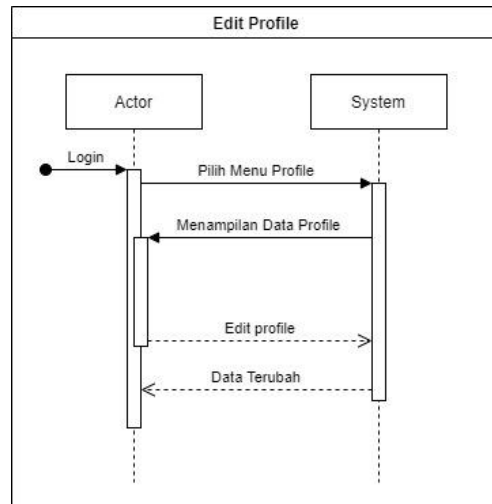 Edit Profile
Actor
System
Login
Pilih Menu Profile
Menampilan Data Profile
Edit profile
Data Terubah